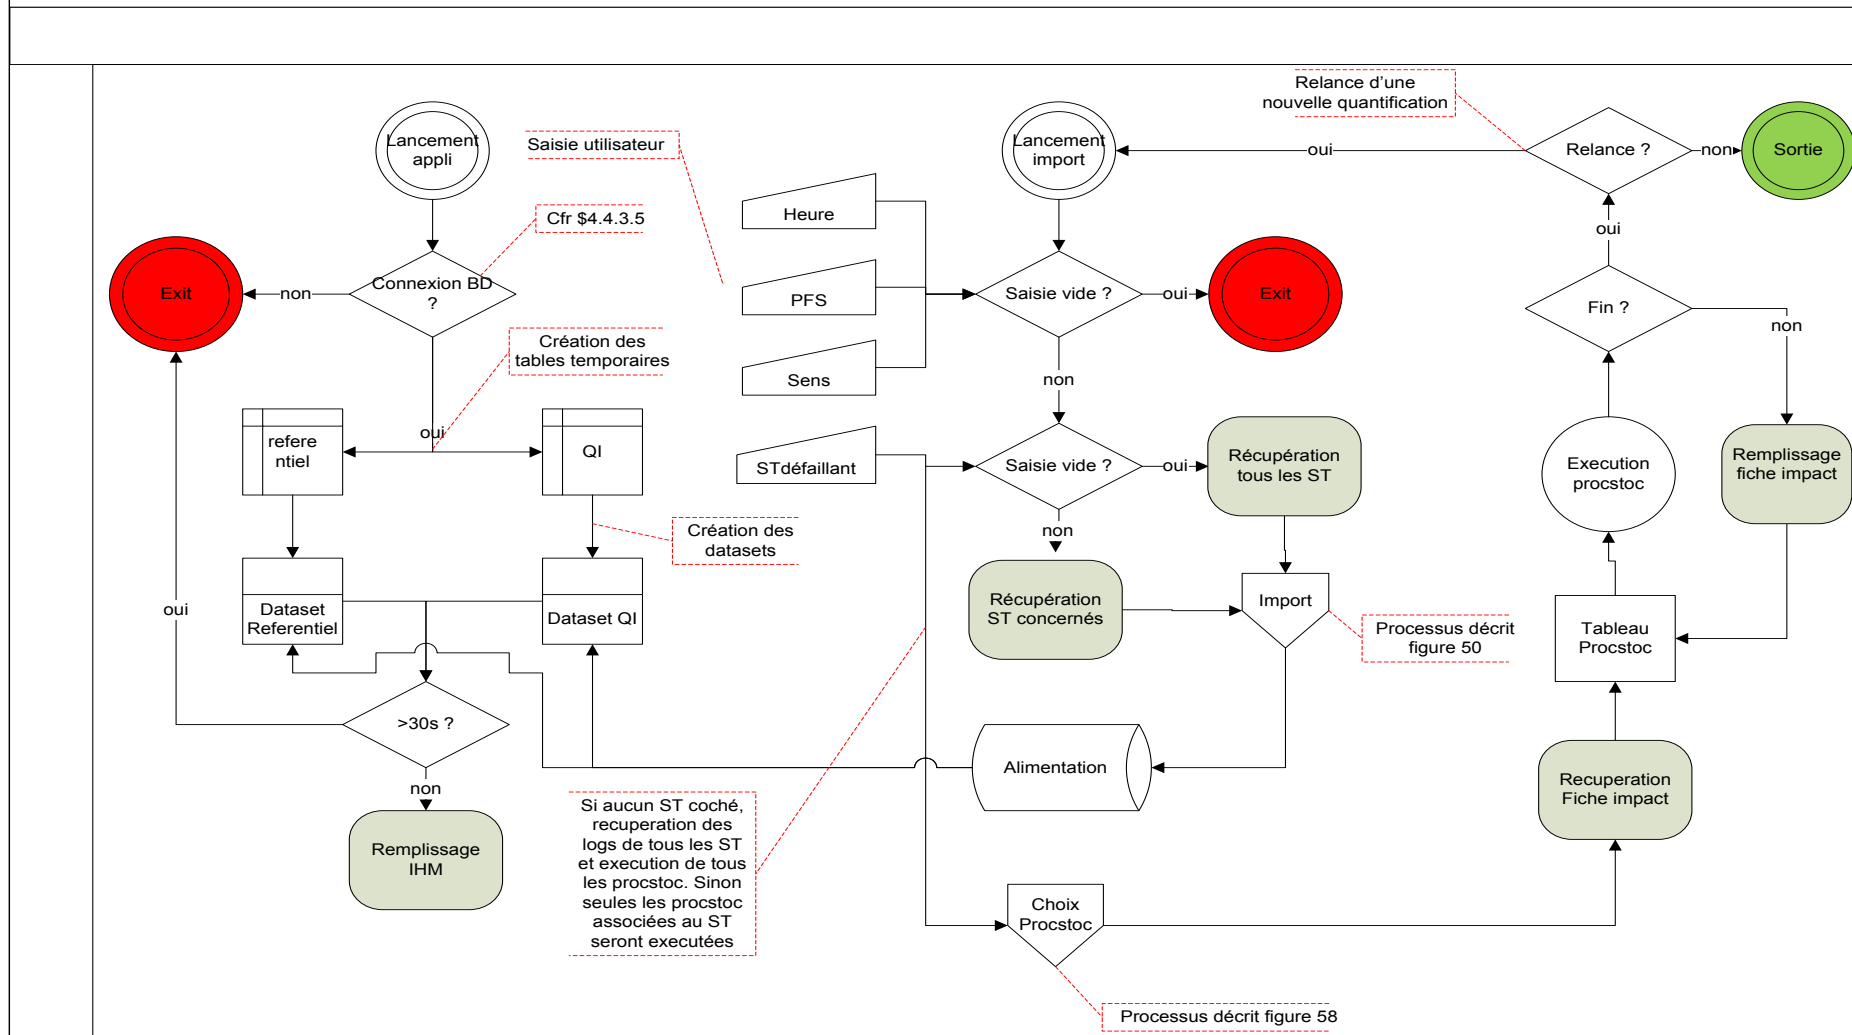 Lancement
appli
Saisie utilisateur
Cfr $4.4.3.5
Exit
non
Connexion BD
?
Création des
tables temporaires
refere
ntiel
oui
QI
Création des
datasets
Dataset
Referentiel
Dataset QI
oui
>30s ?
non
Remplissage
IHM
Heure
PFS
Sens
STdéfaillant
Lancement
import
Saisie vide ?
oui
Exit
non
Saisie vide ?
oui
Récupération
tous les ST
non
Récupération
ST concernés
Import
Processus décrit
figure 50
Alimentation
Si aucun ST coché,
recuperation des
logs de tous les ST
et execution de tous
les procstoc. Sinon
seules les procstoc
associées au ST
seront executées
Choix
Procstoc
Processus décrit figure 58
Relance d'une
nouvelle quantification
oui
Relance ?
non
Sortie
oui
Fin ?
non
Execution
procstoc
Remplissage
fiche impact
Tableau
Procstoc
Recuperation
Fiche impact